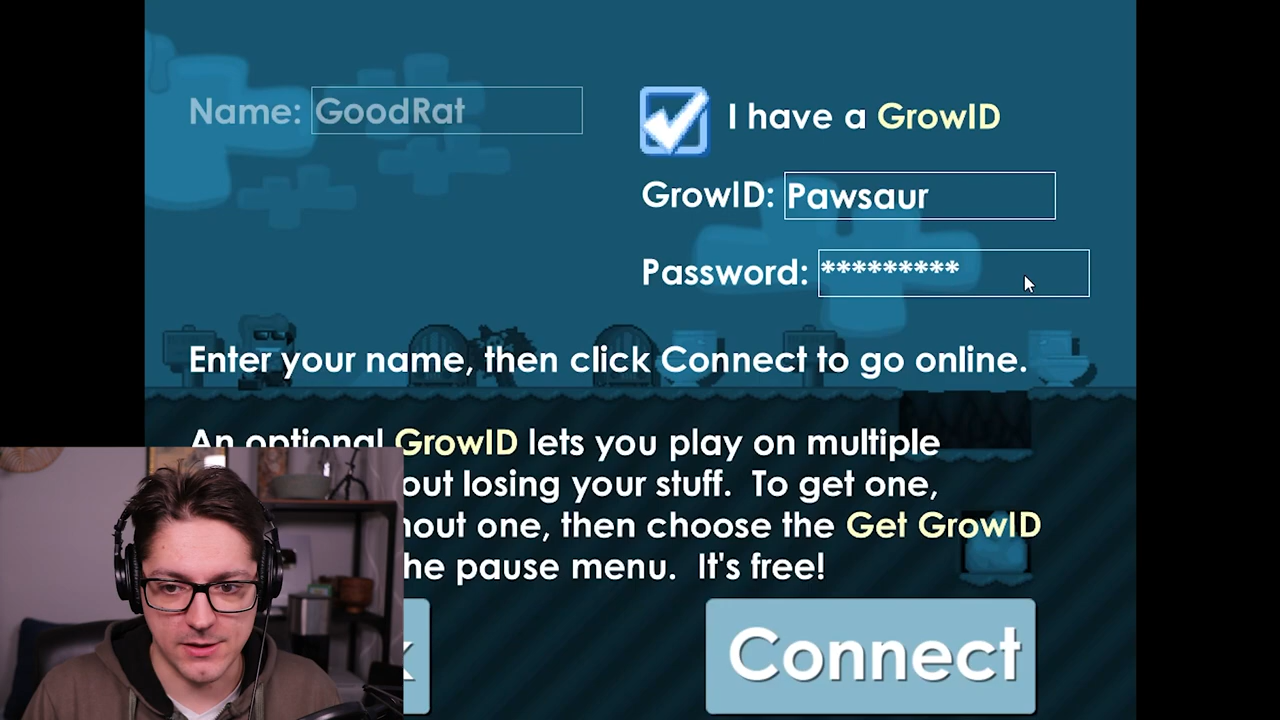 Name: GoodRat
I have a GrowID
GrowID: Pawsaur
Password: *********
Enter your name, then click Connect to go online.
An optional GrowID lets you play on multiple
out losing your stuff. To get one,
out one, then choose the Get GrowID
the pause menu. It's free!
Connect